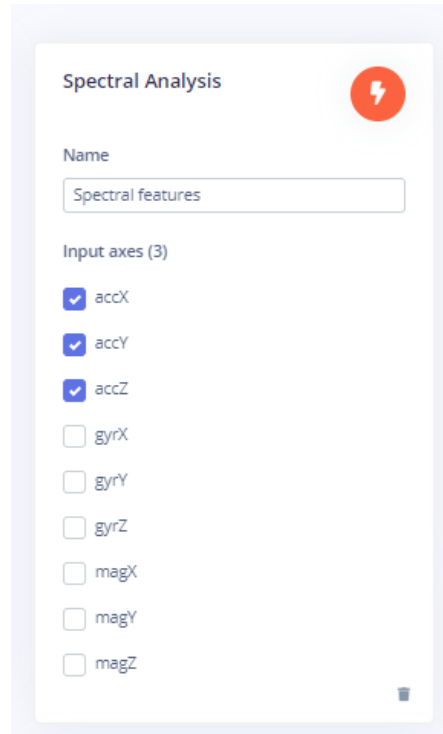 Spectral Analysis
Name
Spectral features
Input axes (3)
accX
accY
accZ
gyrX
gyrY
gyrZ
magX
magY
magZ